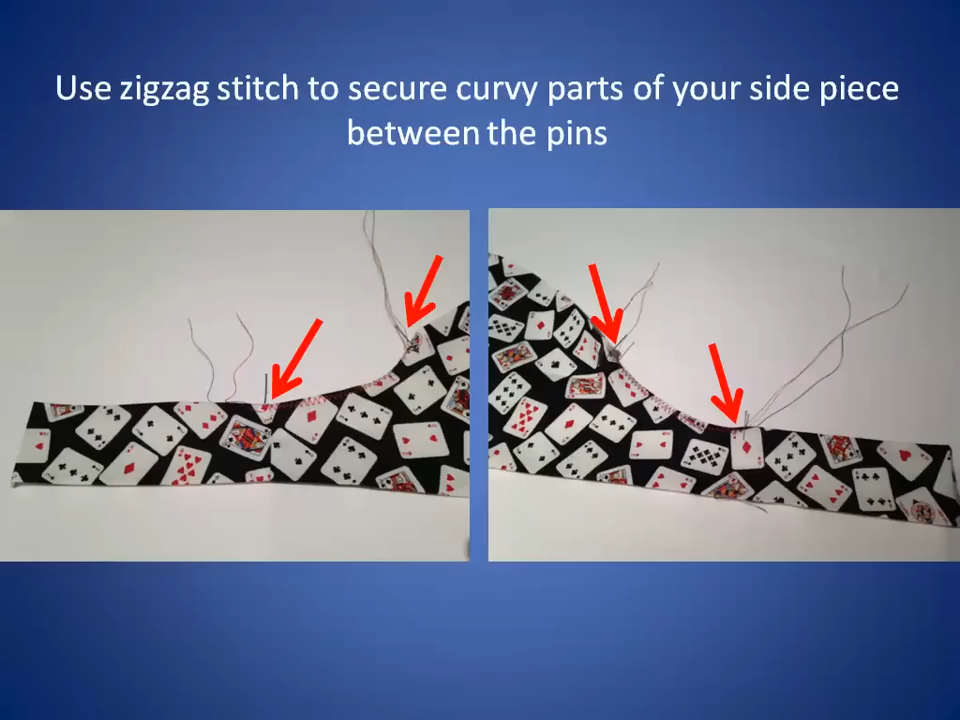 Use zigzag stitch to secure curvy parts of your side piece
between the pins